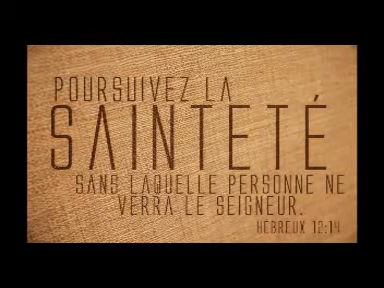 POURSUIVEZ LA
SAINTETÉ
SANS LAQUELLE PERSONNE NE
VERRA LE SEIGNEUR.
HÉBREUX 12:14